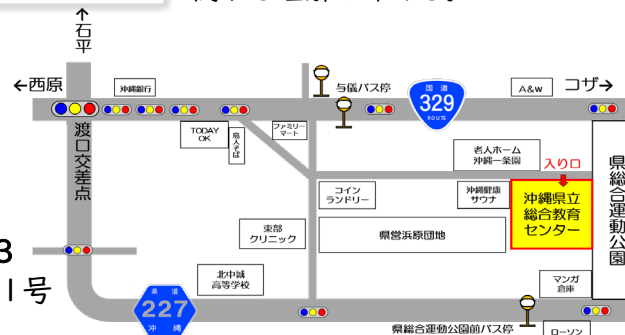 ↑石平
←西原
沖縄銀行
与儀バス停
国道
329
ROUTE
A&W
コザ→
渡口交差点
TODAY
OK
島人そば
ファミリー
マート
老人ホーム
沖縄一条園
入り口
県総合運動公園
コイン
ランドリー
沖縄健康
サウナ
沖縄県立
総合教育
センター
東部
クリニック
県営浜原団地
3
1号
北中城
高等学校
県道
227
沖縄
マンガ
倉庫
県総合運動公園前バス停
ローソン